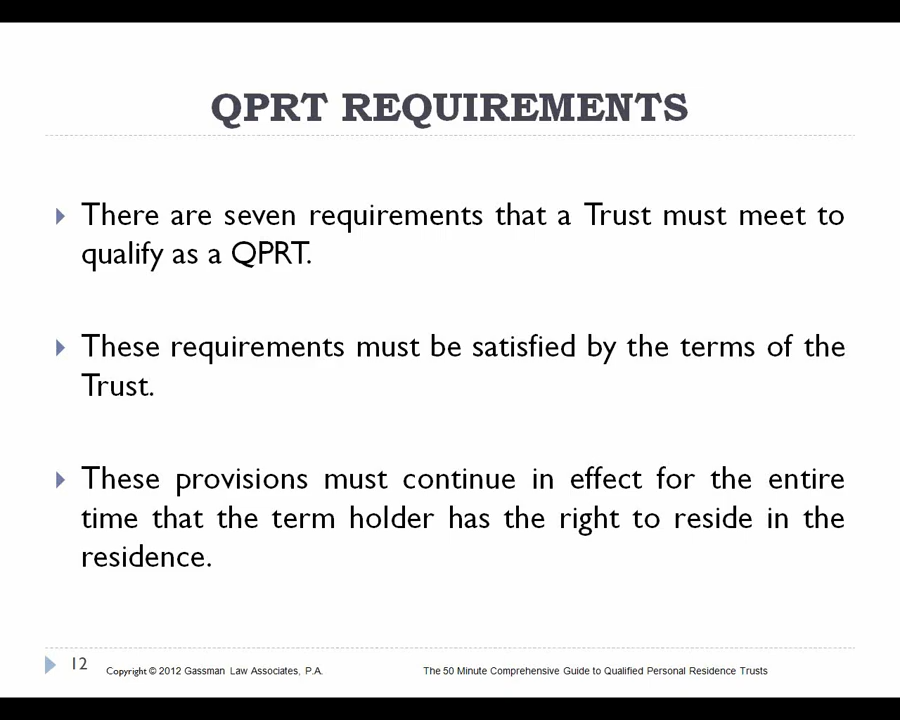 QPRT REQUIREMENTS
There are seven requirements that a Trust must meet to
qualify as a QPRT.
These requirements must be satisfied by the terms of the
Trust.
These provisions must continue in effect for the entire
time that the term holder has the right to reside in the
residence.
12 Copyright © 2012 Gassman Law Associates, P.A. The 50 Minute Comprehensive Guide to Qualified Personal Residence Trusts